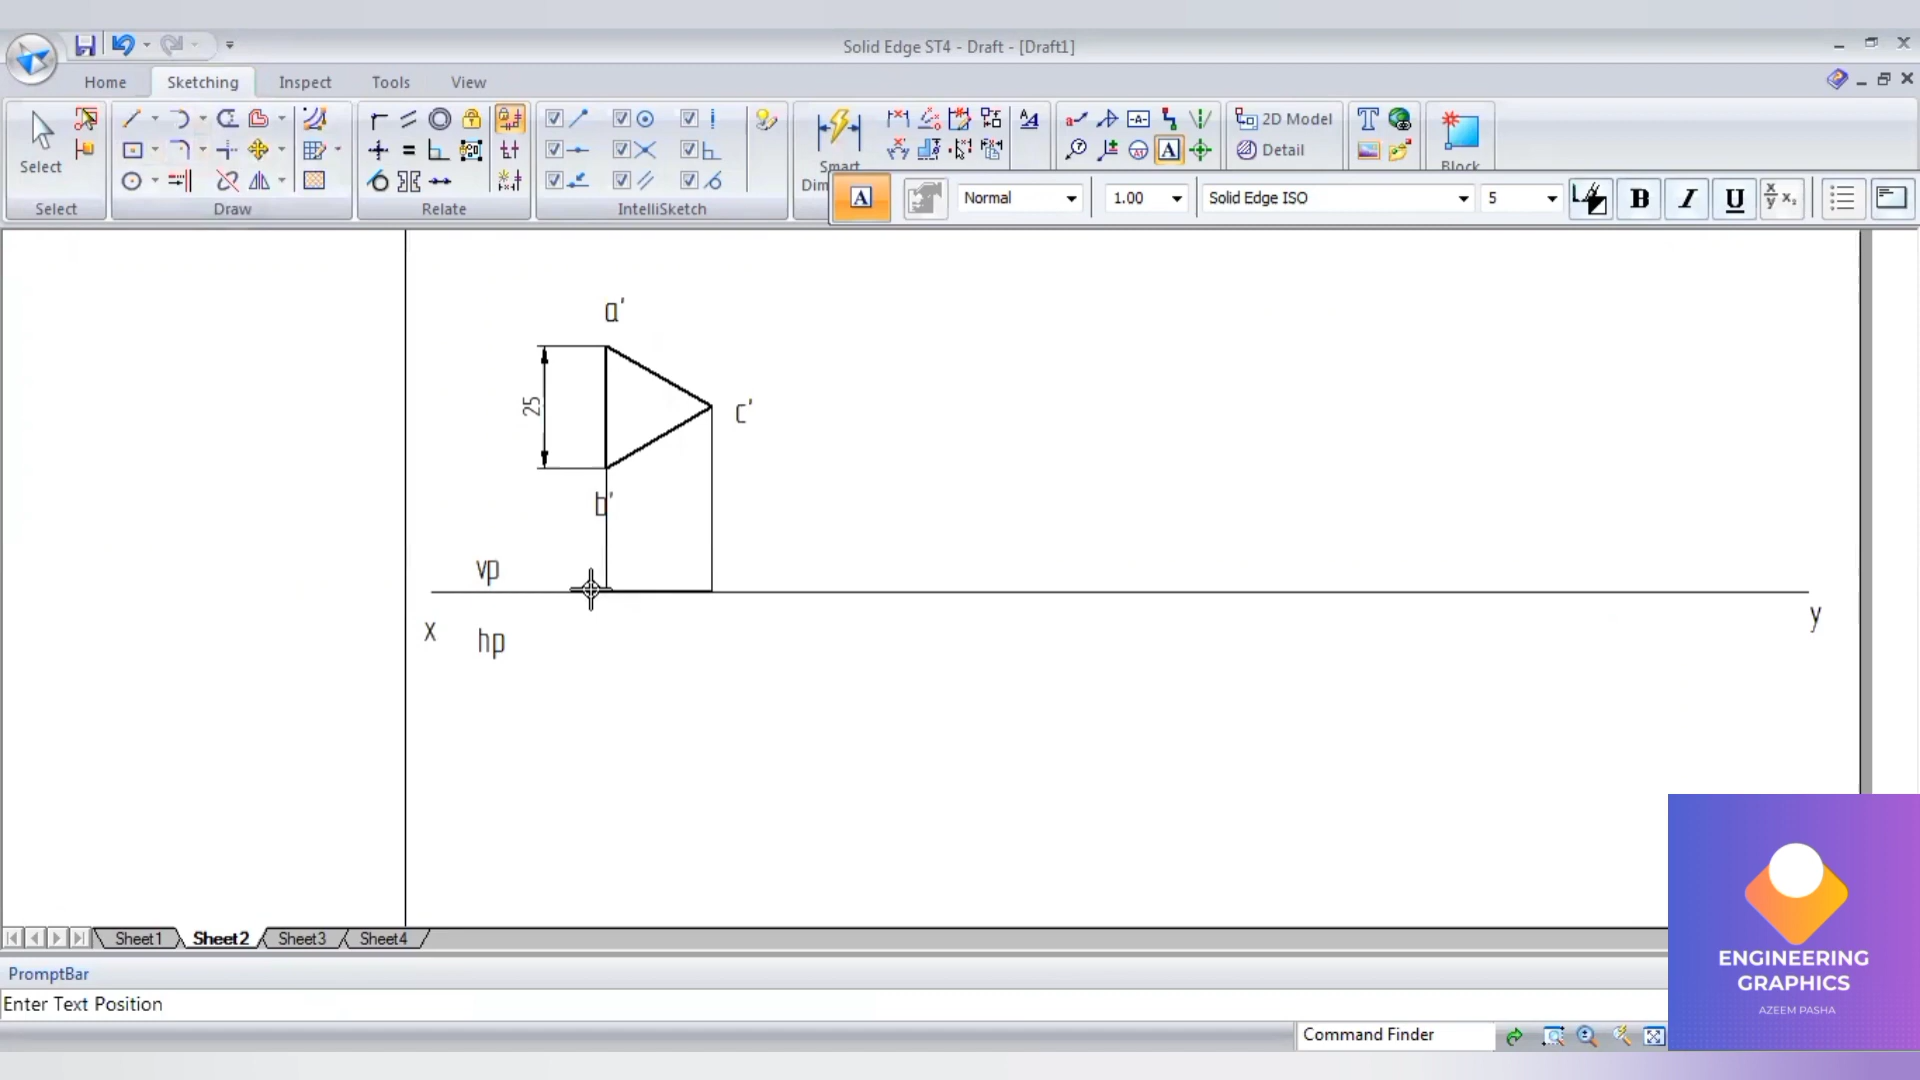 Solid Edge ST4 - Draft - [Draft1]
Home
Sketching
Inspect
Tools
View
Select
Select
Draw
Relate
IntelliSketch
Smart
2D Model
Detail
Block
Normal
1.00
Solid Edge ISO
5
B
I
U
a'
25
c'
b'
vp
x
hp
y
Sheet1
Sheet2
Sheet3
Sheet4
PromptBar
Enter Text Position
Command Finder
ENGINEERING
GRAPHICS
AZEEM PASHA